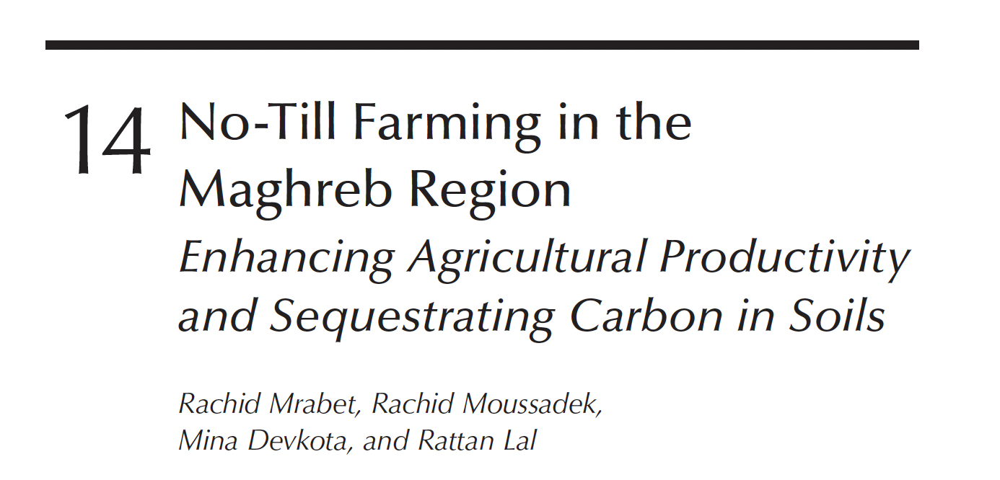 14 No-Till Farming in the
Maghreb Region
Enhancing Agricultural Productivity
and Sequestrating Carbon in Soils
Rachid Mrabet, Rachid Moussadek,
Mina Devkota, and Rattan Lal